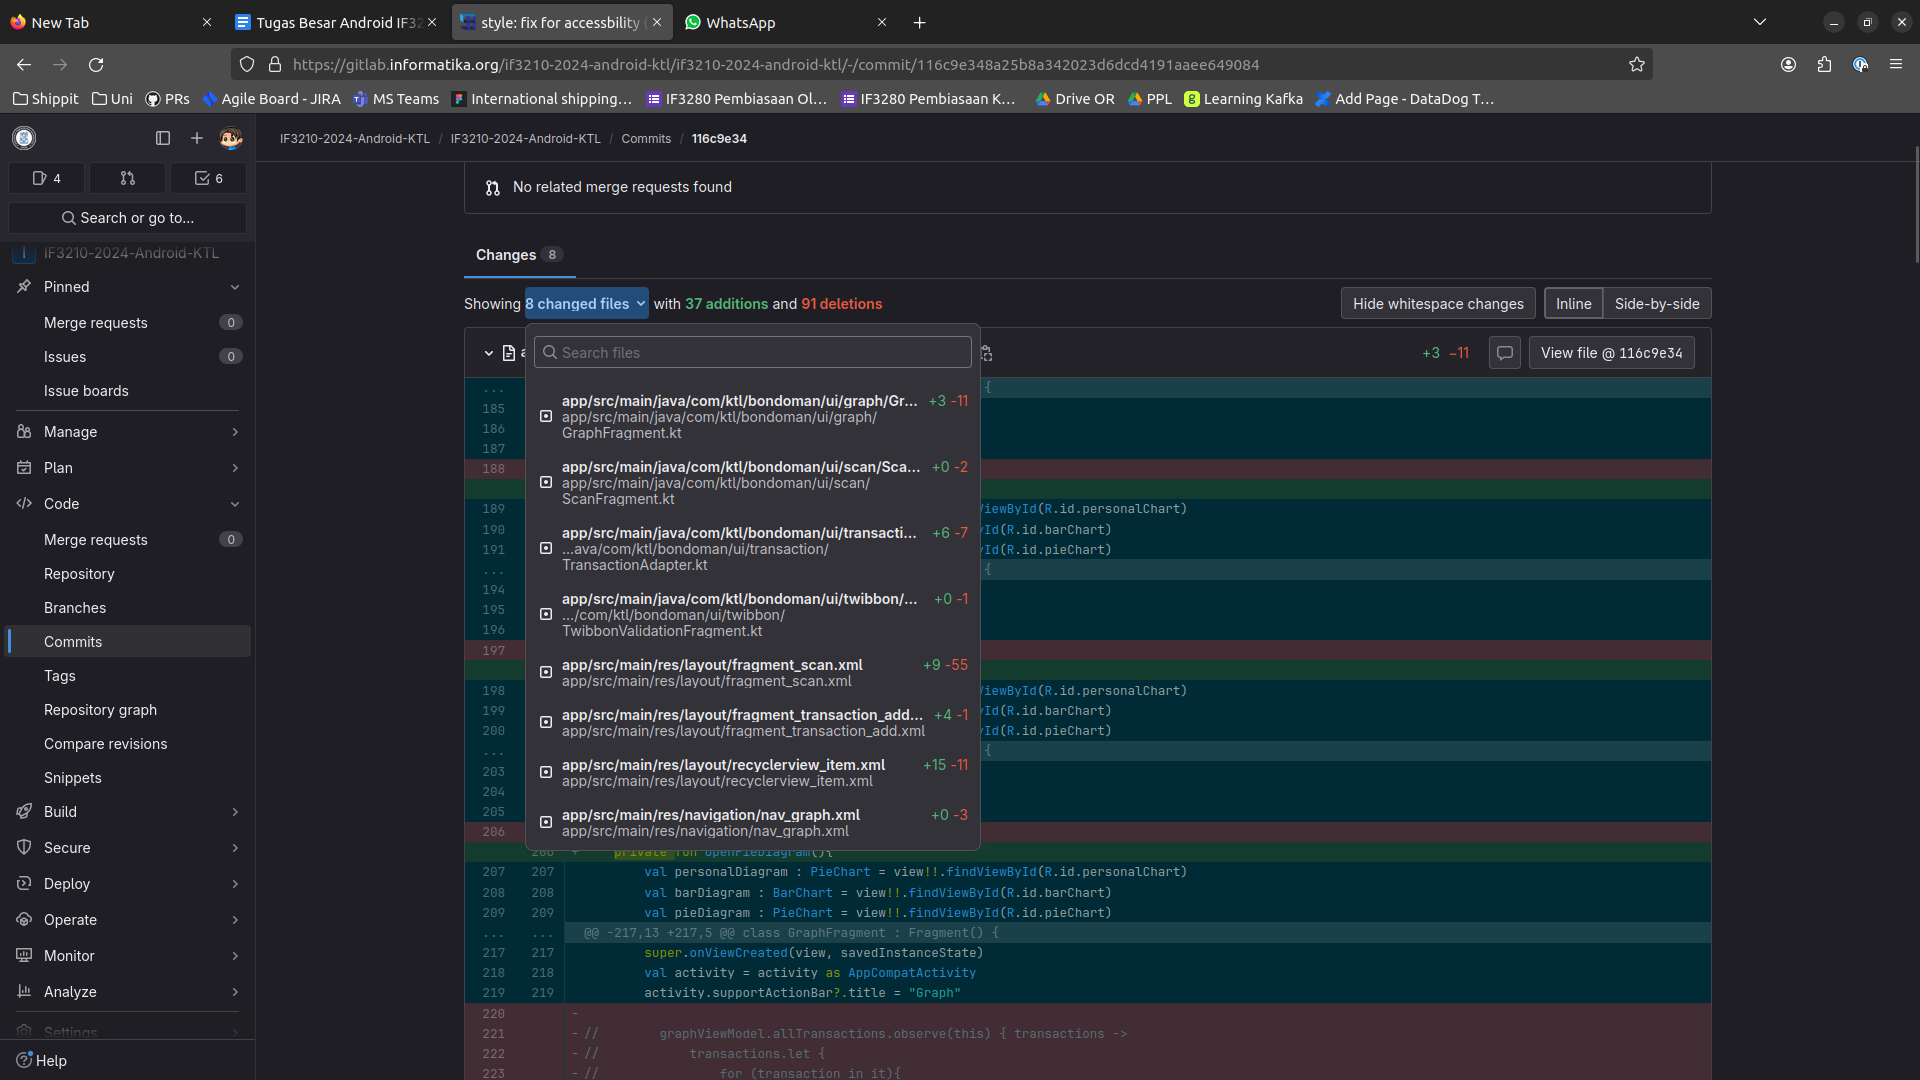 New Tab
Tugas Besar Android IF32
style: fix for accessbility (
WhatsApp
https://gitlab.informatika.org/if3210-2024-android-ktl/if3210-2024-android-ktl/-/commit/116c9e348a25b8a342023d6dcd4191aaee649084
Shippit
Uni
PRs
Agile Board - JIRA
MS Teams
International shipping...
IF3280 Pembiasaan Ol...
IF3280 Pembiasaan K...
Drive OR
PPL
Learning Kafka
Add Page - DataDog T...
4
6
Search or go to...
I IF3210-2024-Android-KTL
Pinned
Merge requests 0
Issues 0
Issue boards
Manage
Plan
Code
Merge requests 0
Repository
Branches
Commits
Tags
Repository graph
Compare revisions
Snippets
Build
Secure
Deploy
Operate
Monitor
Analyze
Settings
Help
IF3210-2024-Android-KTL / IF3210-2024-Android-KTL / Commits / 116c9e34
No related merge requests found
Changes 8
Showing 8 changed files with 37 additions and 91 deletions
Hide whitespace changes
Inline
Side-by-side
a
+3 −11
View file @ 116c9e34
Search files
app/src/main/java/com/ktl/bondoman/ui/graph/Gr... +3 -11
app/src/main/java/com/ktl/bondoman/ui/graph/
GraphFragment.kt
app/src/main/java/com/ktl/bondoman/ui/scan/Sca... +0 -2
app/src/main/java/com/ktl/bondoman/ui/scan/
ScanFragment.kt
app/src/main/java/com/ktl/bondoman/ui/transacti... +6 -7
...ava/com/ktl/bondoman/ui/transaction/
TransactionAdapter.kt
app/src/main/java/com/ktl/bondoman/ui/twibbon/... +0 -1
.../com/ktl/bondoman/ui/twibbon/
TwibbonValidationFragment.kt
app/src/main/res/layout/fragment_scan.xml +9 -55
app/src/main/res/layout/fragment_scan.xml
app/src/main/res/layout/fragment_transaction_add... +4 -1
app/src/main/res/layout/fragment_transaction_add.xml
app/src/main/res/layout/recyclerview_item.xml +15 -11
app/src/main/res/layout/recyclerview_item.xml
app/src/main/res/navigation/nav_graph.xml +0 -3
app/src/main/res/navigation/nav_graph.xml
... {
185
186
187
188
189 iewById(R.id.personalChart)
190 Id(R.id.barChart)
191 Id(R.id.pieChart)
... {
194
195
196
197
198 iewById(R.id.personalChart)
199 Id(R.id.barChart)
200 Id(R.id.pieChart)
... {
203
204
205
206
206 + private fun openPieDiagram(){
207 207 val personalDiagram : PieChart = view!!.findViewById(R.id.personalChart)
208 208 val barDiagram : BarChart = view!!.findViewById(R.id.barChart)
209 209 val pieDiagram : PieChart = view!!.findViewById(R.id.pieChart)
... ... @@ -217,13 +217,5 @@ class GraphFragment : Fragment() {
217 217 super.onViewCreated(view, savedInstanceState)
218 218 val activity = activity as AppCompatActivity
219 219 activity.supportActionBar?.title = "Graph"
220 -
221 - // graphViewModel.allTransactions.observe(this) { transactions ->
222 - // transactions.let {
223 - // for (transaction in it){